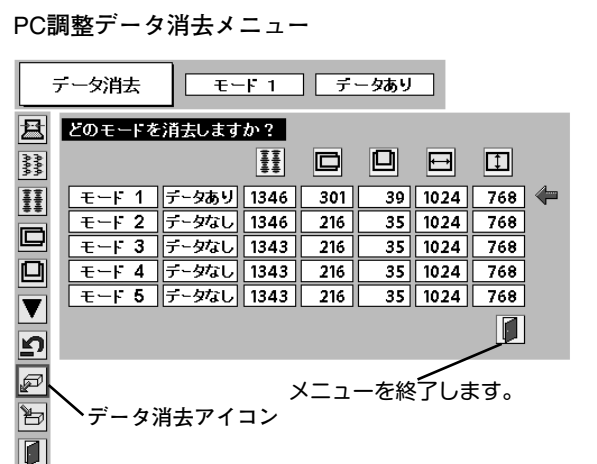 PC調整データ消去メニュー
データ消去 モード 1 データあり
どのモードを消去しますか?
モード 1 データあり 1346 301 39 1024 768
モード 2 データなし 1346 216 35 1024 768
モード 3 データなし 1343 216 35 1024 768
モード 4 データなし 1343 216 35 1024 768
モード 5 データなし 1343 216 35 1024 768
メニューを終了します。
データ消去アイコン